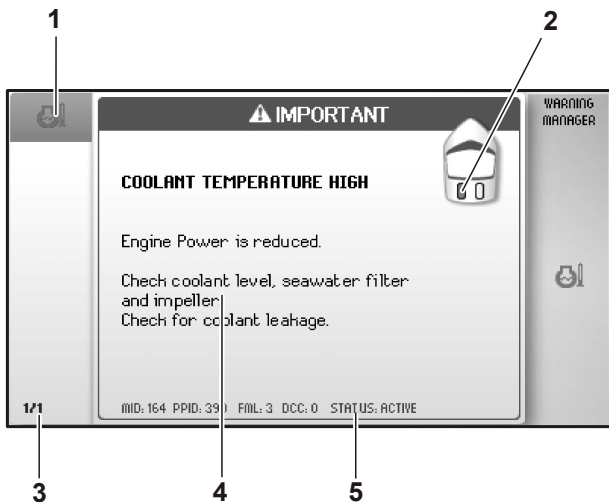 1
2
IMPORTANT
WARNING
MANAGER
COOLANT TEMPERATURE HIGH
Engine Power is reduced.
Check coolant level, seawater filter
and impeller.
Check for coolant leakage.
1/1
MID: 164 PPID: 390 FMI: 3 DCC: 0 STATUS: ACTIVE
3
4
5